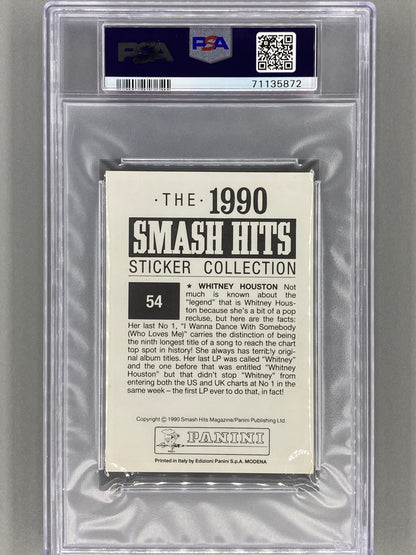 PSA
PSA
71135872
· THE · 1990
SMASH HITS
STICKER COLLECTION
54
★ WHITNEY HOUSTON Not
much is known about the
"legend" that is Whitney Hous-
ton because she's a bit of a pop
recluse, but here are the facts:
Her last No 1, "I Wanna Dance With Somebody
(Who Loves Me)" carries the distinction of being
the ninth longest title of a song to reach the chart
top spot in history! She always has terribly origi-
nal album titles. Her last LP was called "Whitney"
and the one before that was entitled "Whitney
Houston" but that didn't stop "Whitney" from
entering both the US and UK charts at No 1 in the
same week – the first LP ever to do that, in fact!
Copyright © 1990 Smash Hits Magazine/Panini Publishing Ltd.
PANINI
Printed in Italy by Edizioni Panini S.p.A. MODENA